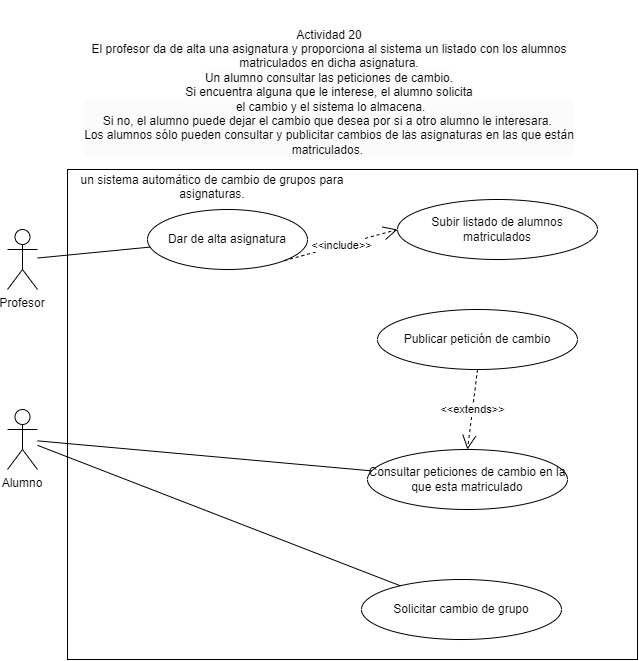 Actividad 20
El profesor da de alta una asignatura y proporciona al sistema un listado con los alumnos
matriculados en dicha asignatura.
Un alumno consultar las peticiones de cambio.
Si encuentra alguna que le interese, el alumno solicita
el cambio y el sistema lo almacena.
Si no, el alumno puede dejar el cambio que desea por si a otro alumno le interesara.
Los alumnos sólo pueden consultar y publicitar cambios de las asignaturas en las que están
matriculados.
un sistema automático de cambio de grupos para
asignaturas.
Dar de alta asignatura
<<include>>
Subir listado de alumnos
matriculados
Profesor
Publicar petición de cambio
<<extends>>
Alumno
Consultar peticiones de cambio en la
que esta matriculado
Solicitar cambio de grupo